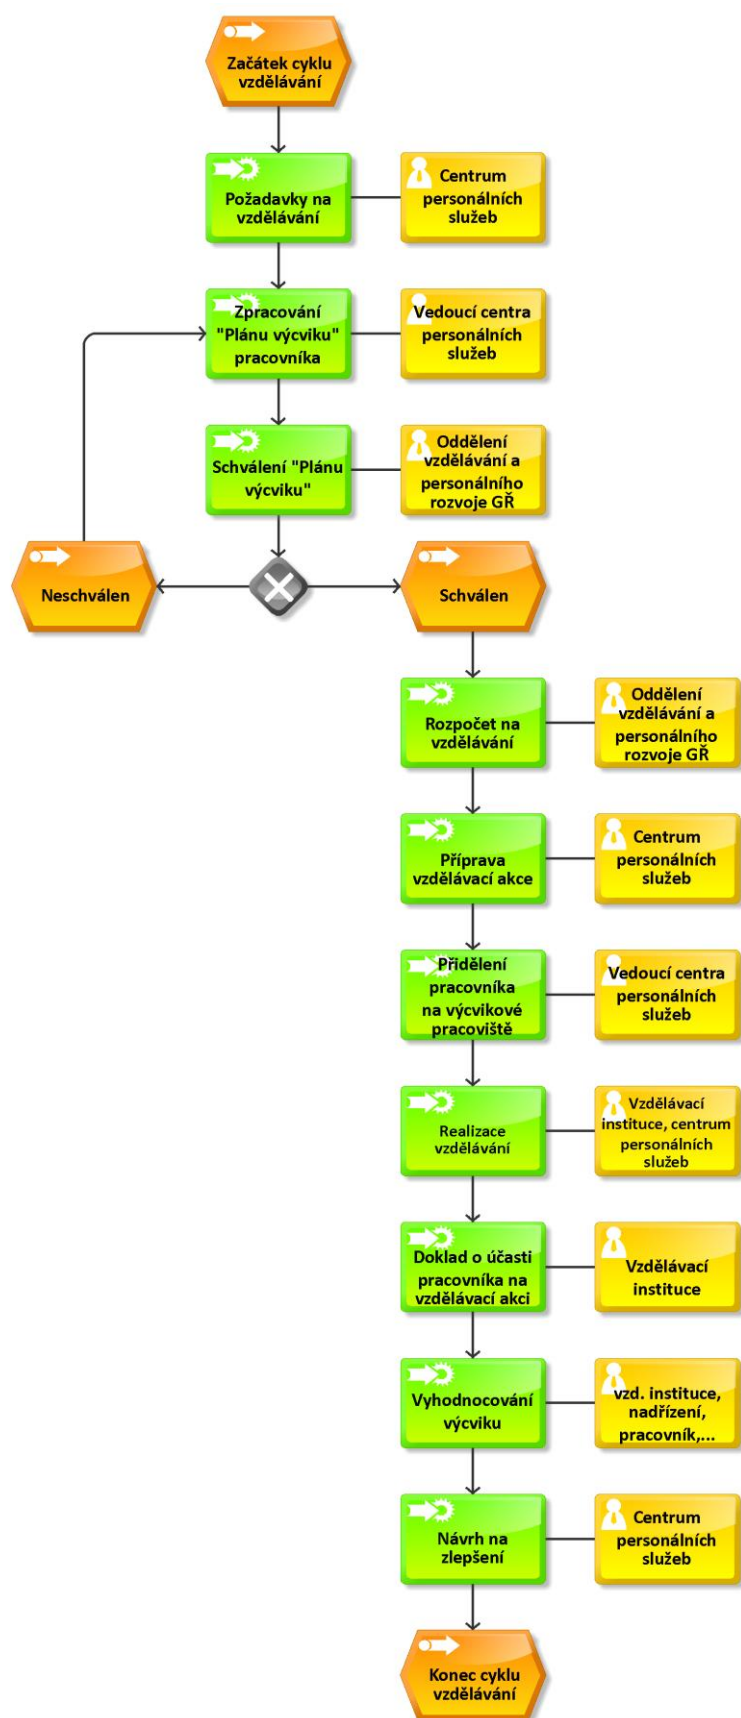 Začátek cyklu
vzdělávání
Požadavky na
vzdělávání
Centrum
personálních
služeb
Zpracování
"Plánu výcviku"
pracovníka
Vedoucí centra
personálních
služeb
Schválení "Plánu
výcviku"
Oddělení
vzdělávání a
personálního
rozvoje GŘ
Neschválen
Schválen
Rozpočet na
vzdělávání
Oddělení
vzdělávání a
personálního
rozvoje GŘ
Příprava
vzdělávací akce
Centrum
personálních
služeb
Přidělení
pracovníka
na výcvikové
pracoviště
Vedoucí centra
personálních
služeb
Realizace
vzdělávání
Vzdělávací
instituce, centrum
personálních
služeb
Doklad o účasti
pracovníka na
vzdělávací akci
Vzdělávací
instituce
Vyhodnocování
výcviku
vzd. instituce,
nadřízení,
pracovník,...
Návrh na
zlepšení
Centrum
personálních
služeb
Konec cyklu
vzdělávání